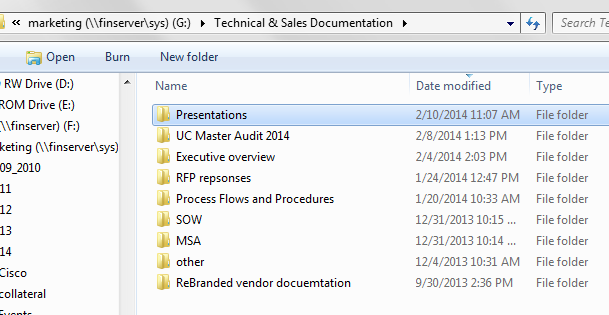 marketing (\\finserver\sys) (G:) Technical & Sales Documentation Search Te
Open Burn New folder
Name Date modified Type
RW Drive (D:)
ROM Drive (E:)
(\\finserver) (F:)
keting (\\finserver\sys)
09_2010
11
12
13
14
Cisco
collateral
Events
Presentations 2/10/2014 11:07 AM File folder
UC Master Audit 2014 2/8/2014 1:13 PM File folder
Executive overview 2/4/2014 2:03 PM File folder
RFP repsonses 1/24/2014 12:47 PM File folder
Process Flows and Procedures 1/20/2014 10:33 AM File folder
SOW 12/31/2013 10:15 ... File folder
MSA 12/31/2013 10:14 ... File folder
other 12/4/2013 10:31 AM File folder
ReBranded vendor docuemtation 9/30/2013 2:36 PM File folder